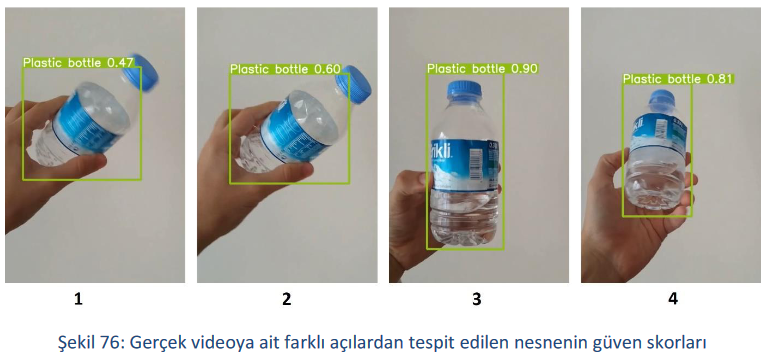 Plastic bottle 0.47
Plastic bottle 0.60
Plastic bottle 0.90
Plastic bottle 0.81
ikli
1
2
3
4
Şekil 76: Gerçek videoya ait farklı açılardan tespit edilen nesnenin güven skorları